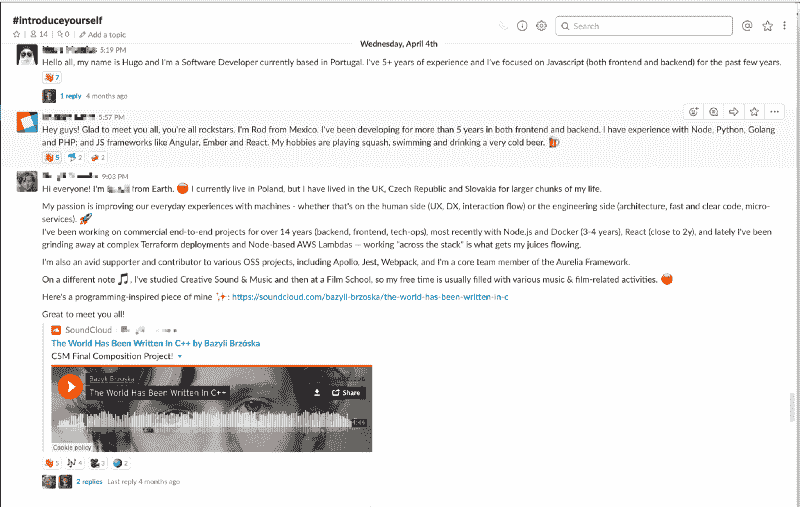 #introduceyourself
14
0
Add a topic
Search
Wednesday, April 4th
5:19 PM
Hello all, my name is Hugo and I'm a Software Developer currently based in Portugal. I've 5+ years of experience and I've focused on Javascript (both frontend and backend) for the past few years.
7
1 reply 4 months ago
5:57 PM
Hey guys! Glad to meet you all, you're all rockstars. I'm Rod from Mexico. I've been developing for more than 5 years in both frontend and backend. I have experience with Node, Python, Golang
and PHP; and JS frameworks like Angular, Ember and React. My hobbies are playing squash, swimming and drinking a very cold beer.
5 2 2
9:03 PM
Hi everyone! I'm from Earth. I currently live in Poland, but I have lived in the UK, Czech Republic and Slovakia for larger chunks of my life.
My passion is improving our everyday experiences with machines - whether that's on the human side (UX, DX, interaction flow) or the engineering side (architecture, fast and clear code, micro-
services).
I've been working on commercial end-to-end projects for over 14 years (backend, frontend, tech-ops), most recently with Node.js and Docker (3-4 years), React (close to 2y), and lately I've been
grinding away at complex Terraform deployments and Node-based AWS Lambdas — working "across the stack" is what gets my juices flowing.
I'm also an avid supporter and contributor to various OSS projects, including Apollo, Jest, Webpack, and I'm a core team member of the Aurelia Framework.
On a different note , I've studied Creative Sound & Music and then at a Film School, so my free time is usually filled with various music & film-related activities.
Here's a programming-inspired piece of mine : https://soundcloud.com/bazyli-brzoska/the-world-has-been-written-in-c
Great to meet you all!
SoundCloud
The World Has Been Written In C++ by Bazyli Brzóska
CSM Final Composition Project!
Bazyli Brzoska
The World Has Been Written In C++
Share
Cookie policy
5 4 3 2
2 replies Last reply 4 months ago